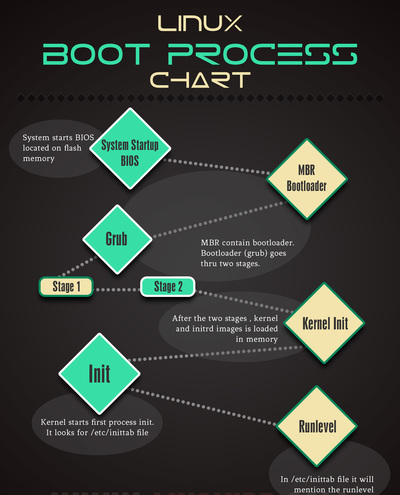 LINUX
BOOT PROCESS
CHART
System starts BIOS
located on flash
memory
System Startup
BIOS
MBR
Bootloader
Grub
MBR contain bootloader.
Bootloader (grub) goes
thru two stages.
Stage 1
Stage 2
After the two stages , kernel
and initrd images is loaded
in memory
Kernel Init
Init
Kernel starts first process init.
It looks for /etc/inittab file
Runlevel
In /etc/inittab file it will
mention the runlevel